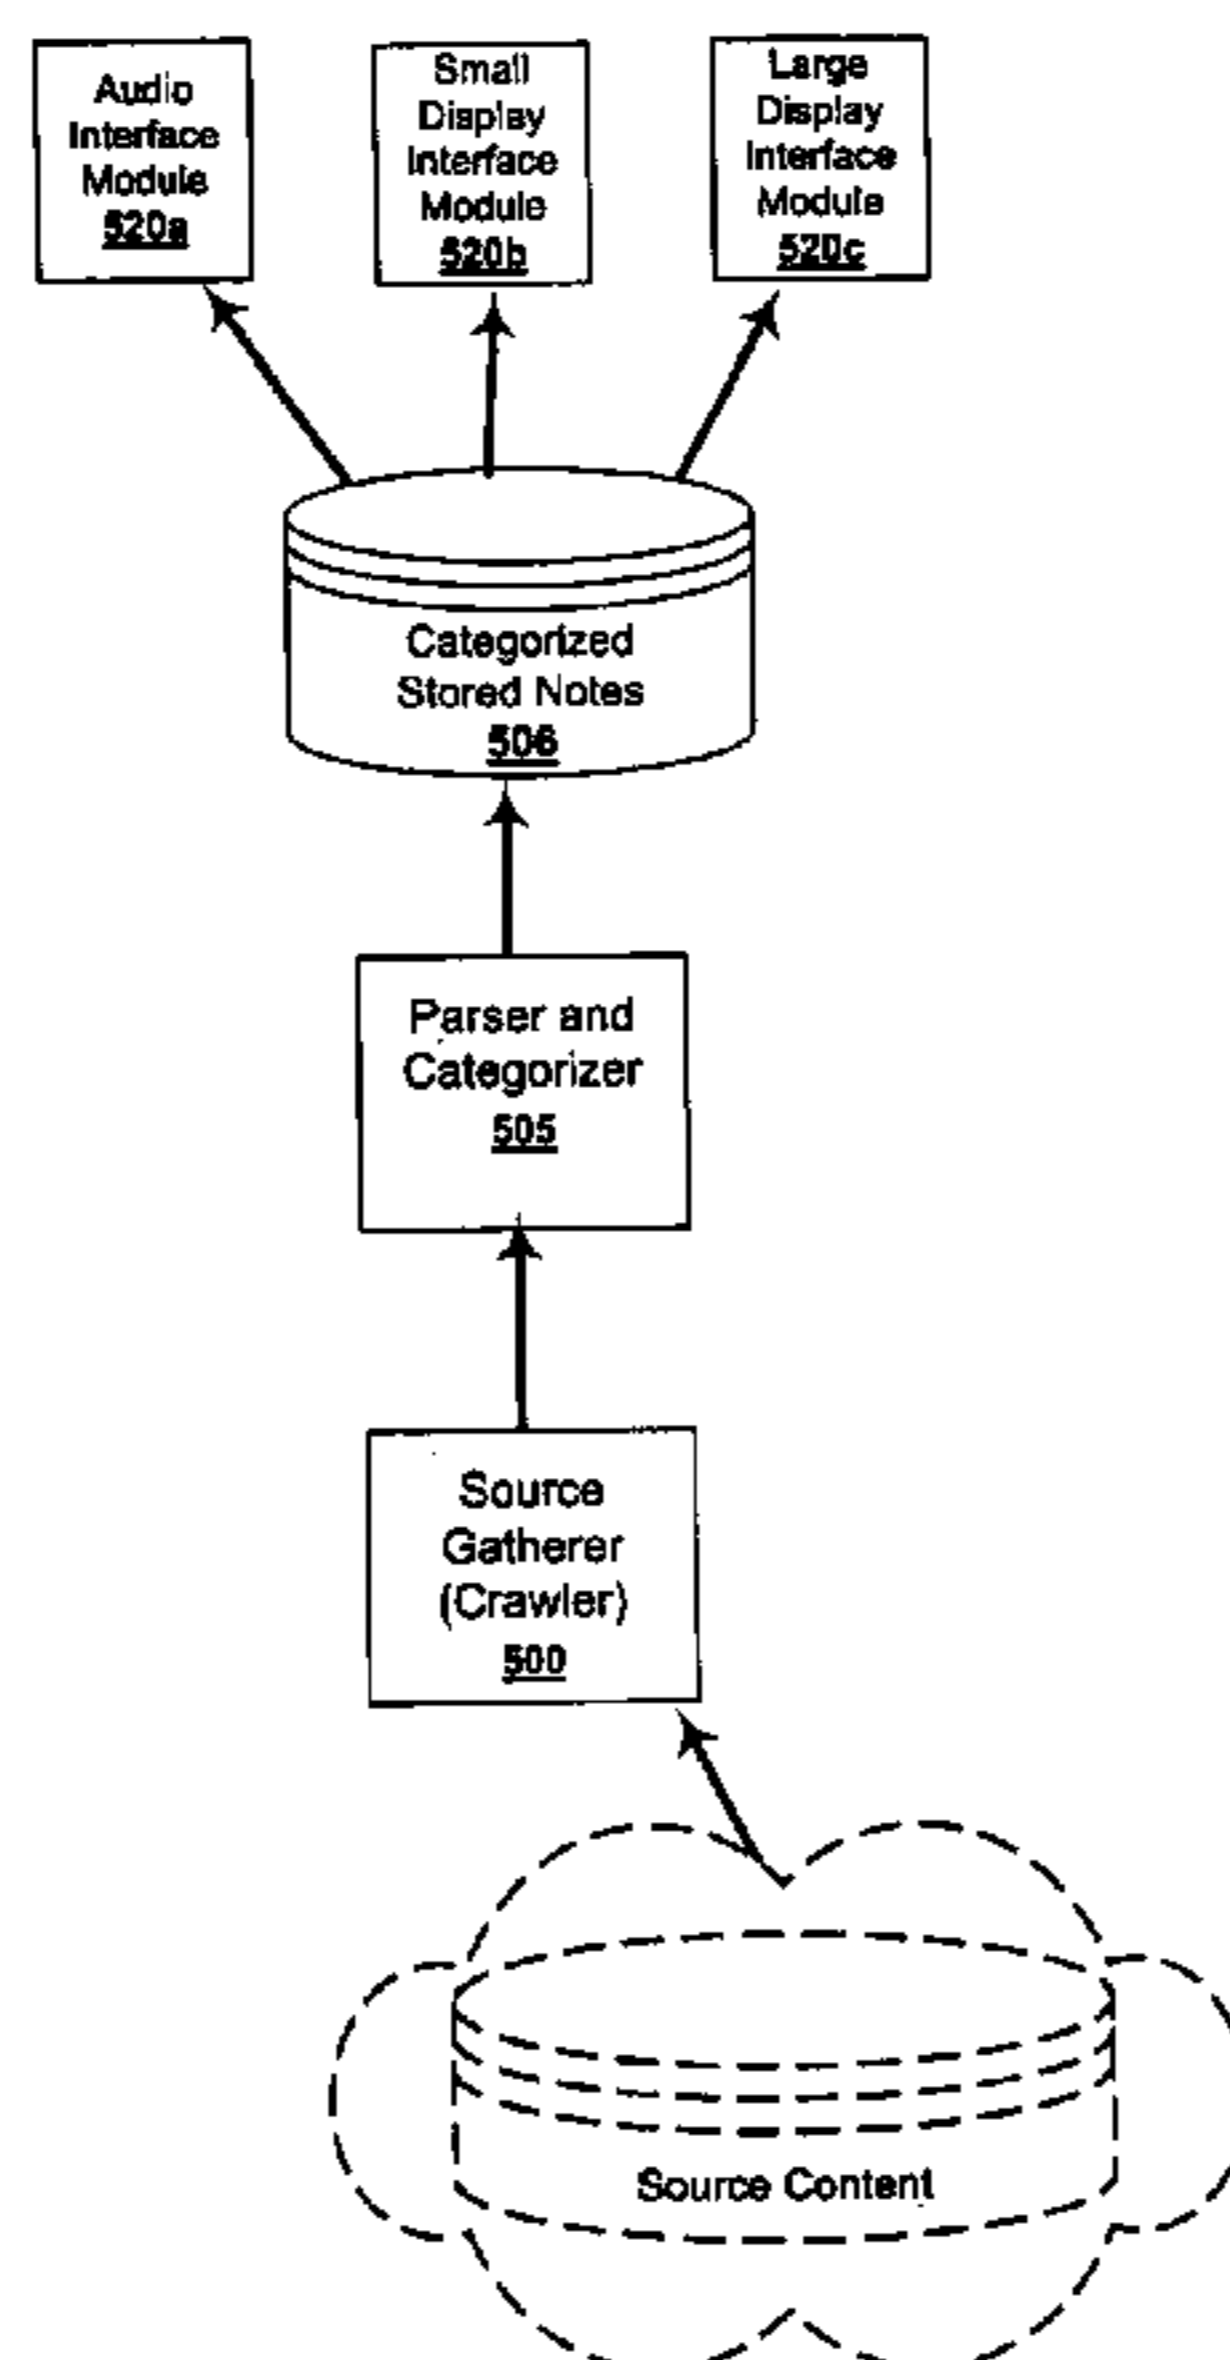 Audio
Interface
Module
520a
Small
Display
Interface
Module
520b
Large
Display
Interface
Module
520c
Categorized
Stored Notes
506
Parser and
Categorizer
505
Source
Gatherer
(Crawler)
500
Source Content